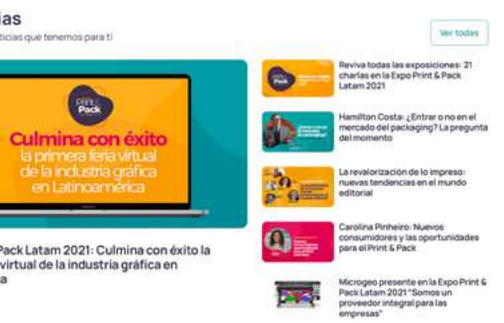 ias
ticias que tenemos para ti
Ver todas
Print
Pack
Culmina con éxito
la primera feria virtual
de la industria gráfica
en Latinoamérica
Pack Latam 2021: Culmina con éxito la
virtual de la industria gráfica en
a
Reviva todas las exposiciones: 21
charlas en la Expo Print & Pack
Latam 2021
Hamilton Costa: ¿Entrar o no en el
mercado del packaging? La pregunta
del momento
La revalorización de lo impreso:
nuevas tendencias en el mundo
editorial
Carolina Pinheiro: Nuevos
consumidores y las oportunidades
para el Print & Pack
Microgeo presente en la Expo Print &
Pack Latam 2021 "Somos un
proveedor integral para las
empresas"